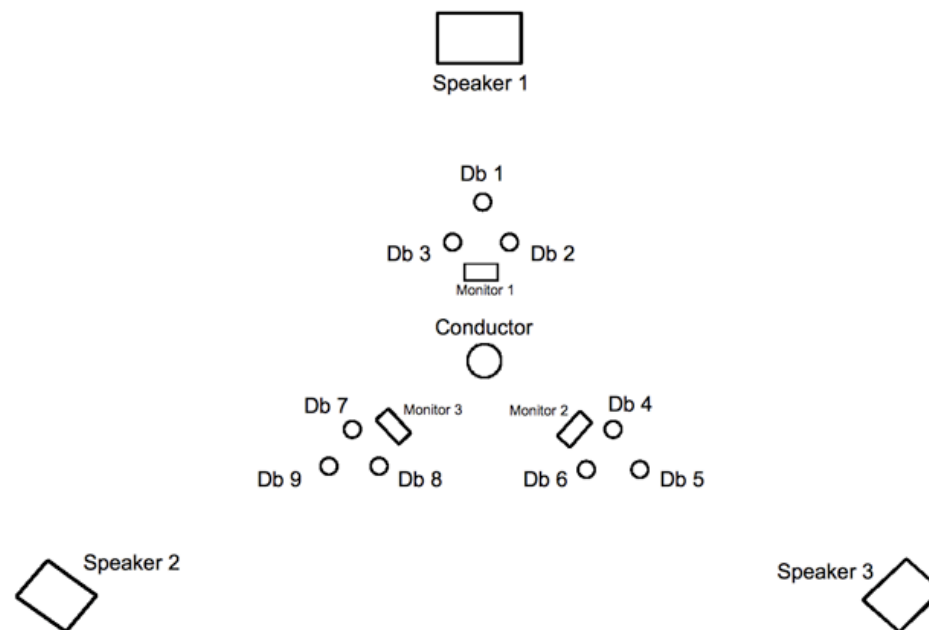 Speaker 1
Db 1
Db 3
Db 2
Monitor 1
Conductor
Db 7
Monitor 3
Monitor 2
Db 4
Db 9
Db 8
Db 6
Db 5
Speaker 2
Speaker 3